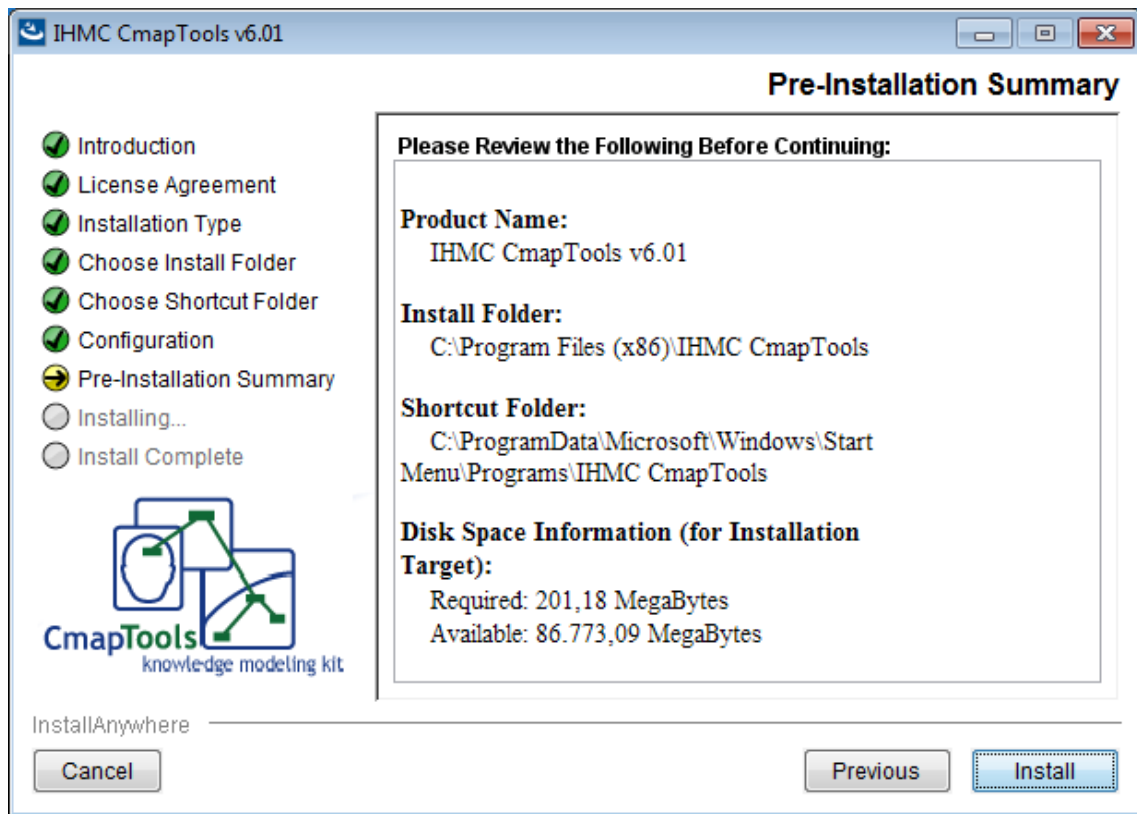 IHMC CmapTools v6.01
Pre-Installation Summary
Introduction
License Agreement
Installation Type
Choose Install Folder
Choose Shortcut Folder
Configuration
Pre-Installation Summary
Installing...
Install Complete
CmapTools
knowledge modeling kit
Please Review the Following Before Continuing:
Product Name:
IHMC CmapTools v6.01
Install Folder:
C:\Program Files (x86)\IHMC CmapTools
Shortcut Folder:
C:\ProgramData\Microsoft\Windows\Start
Menu\Programs\IHMC CmapTools
Disk Space Information (for Installation
Target):
Required: 201,18 MegaBytes
Available: 86.773,09 MegaBytes
InstallAnywhere
Cancel
Previous
Install